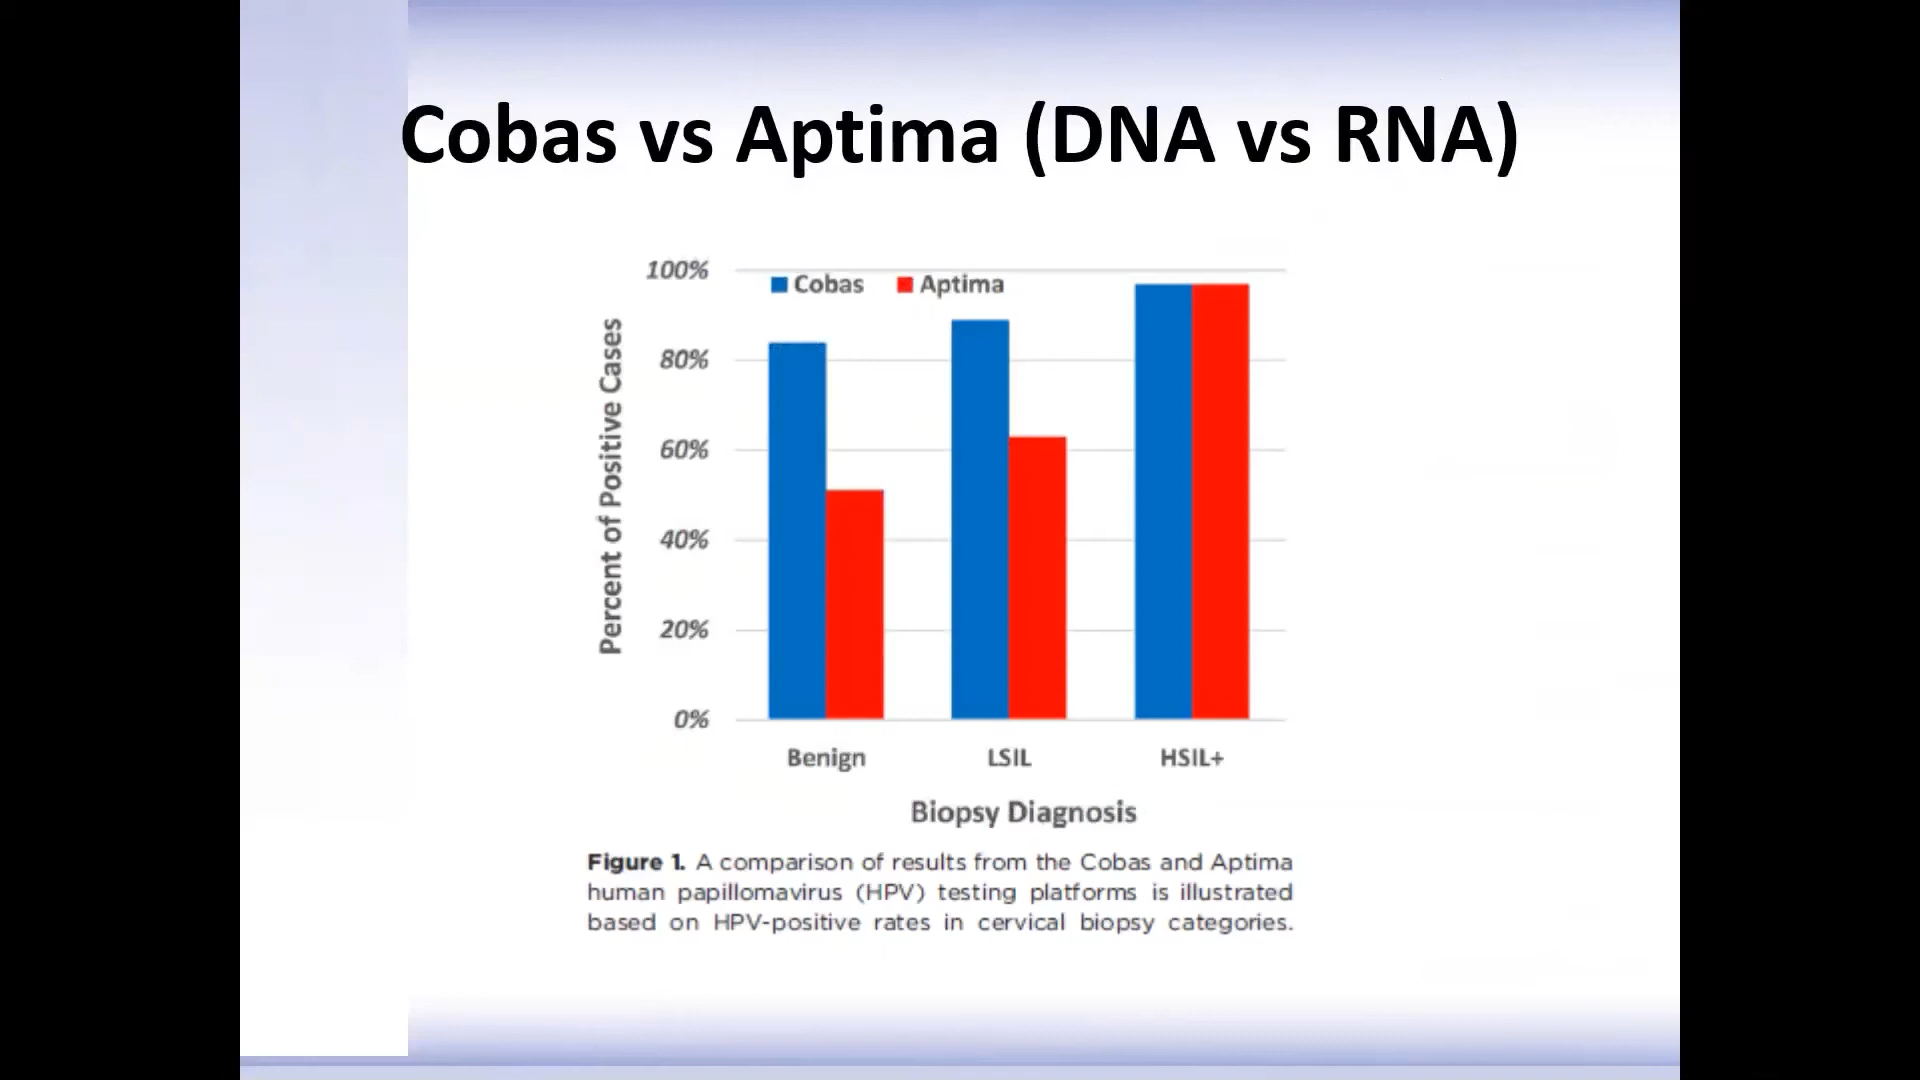 Cobas vs Aptima (DNA vs RNA)
100%
Cobas Aptima
80%
60%
40%
20%
0%
Percent of Positive Cases
Benign LSIL HSIL+
Biopsy Diagnosis
Figure 1. A comparison of results from the Cobas and Aptima
human papillomavirus (HPV) testing platforms is illustrated
based on HPV-positive rates in cervical biopsy categories.